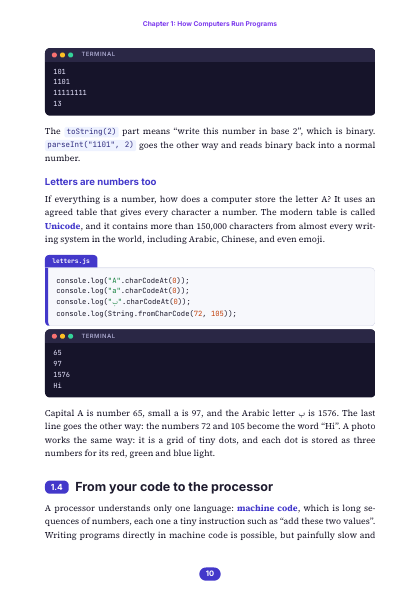 Chapter 1: How Computers Run Programs
TERMINAL
101
1101
11111111
13
The toString(2) part means “write this number in base 2”, which is binary.
parseInt("1101", 2) goes the other way and reads binary back into a normal
number.
Letters are numbers too
If everything is a number, how does a computer store the letter A? It uses an
agreed table that gives every character a number. The modern table is called
Unicode, and it contains more than 150,000 characters from almost every writ-
ing system in the world, including Arabic, Chinese, and even emoji.
letters.js
console.log("A".charCodeAt(0));
console.log("a".charCodeAt(0));
console.log("ب".charCodeAt(0));
console.log(String.fromCharCode(72, 105));
TERMINAL
65
97
1576
Hi
Capital A is number 65, small a is 97, and the Arabic letter ب is 1576. The last
line goes the other way: the numbers 72 and 105 become the word “Hi”. A photo
works the same way: it is a grid of tiny dots, and each dot is stored as three
numbers for its red, green and blue light.
1.4 From your code to the processor
A processor understands only one language: machine code, which is long se-
quences of numbers, each one a tiny instruction such as “add these two values”.
Writing programs directly in machine code is possible, but painfully slow and
10